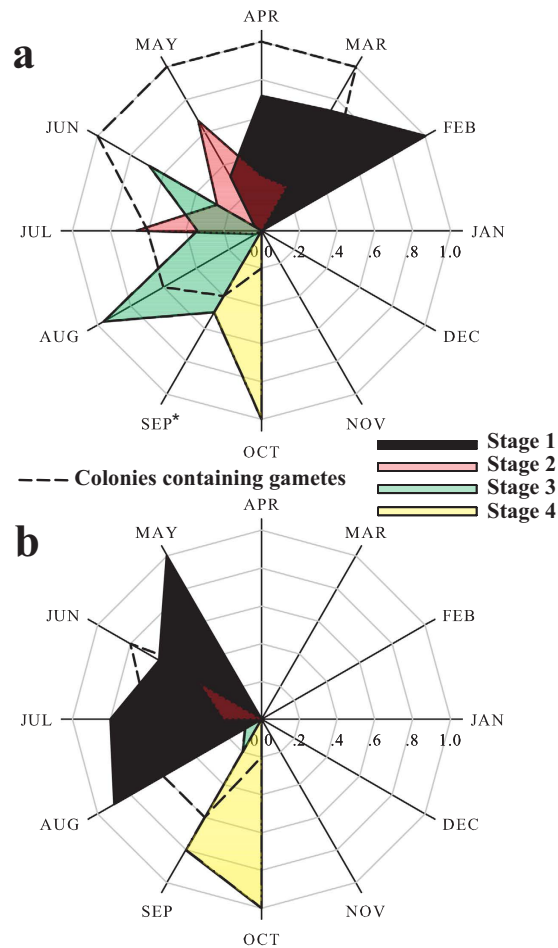 a
APR
MAY
MAR
JUN
FEB
JUL
0.0 .2 .4 .6 .8 1.0
JAN
AUG
DEC
SEP*
NOV
OCT
Stage 1
Stage 2
Colonies containing gametes
Stage 3
Stage 4
b
APR
MAY
MAR
JUN
FEB
JUL
0.0 .2 .4 .6 .8 1.0
JAN
AUG
DEC
SEP
NOV
OCT